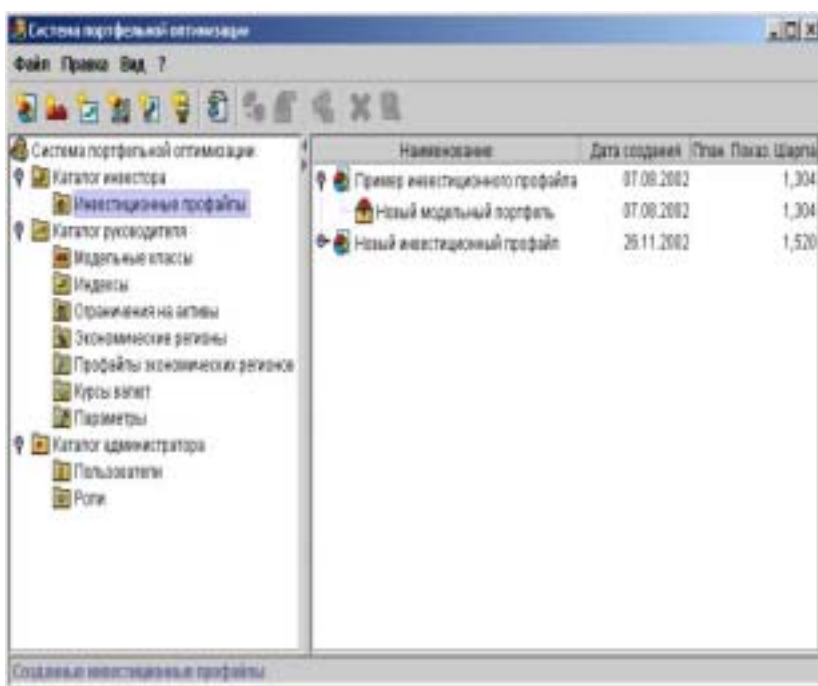 Система портфельной оптимизации
Файл Правка Вид ?
Система портфельной оптимизации
Каталог инвестора
Инвестиционные профайлы
Каталог руководителя
Модельные классы
Индексы
Ограничения на активы
Экономические регионы
Профайлы экономических регионов
Курсы валют
Параметры
Каталог администратора
Пользователи
Роли
Наименование Дата создания План. Показ. Шарпа
Пример инвестиционного профайла 07.08.2002 1,304
Новый модельный портфель 07.08.2002 1,304
Новый инвестиционный профайл 26.11.2002 1,520
Созданные инвестиционные профайлы